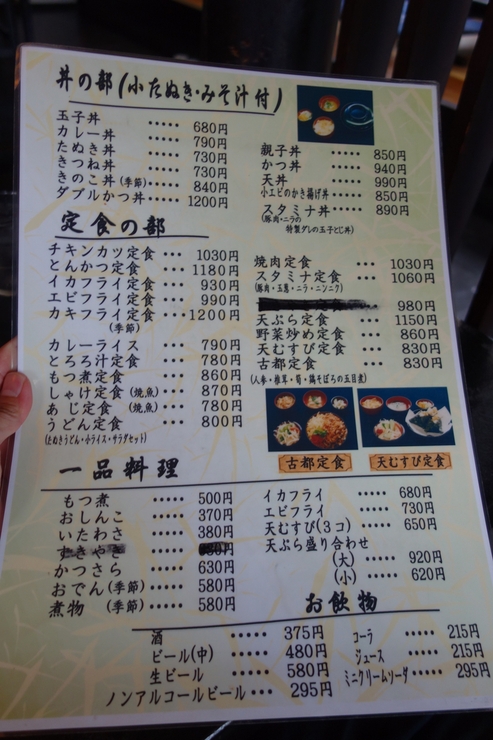 丼の部(小たぬき・みそ汁付)
玉子丼 ‥‥‥ 680円
カレー丼 ‥‥‥ 790円
たぬき丼 ‥‥‥ 730円
きつね丼 ‥‥‥ 730円
きのこ丼(季節)‥‥‥ 840円
ダブルかつ丼 ‥‥‥ 1200円
親子丼 ‥‥‥ 850円
かつ丼 ‥‥‥ 940円
天丼 ‥‥‥ 990円
小エビのかき揚げ丼 ‥‥‥ 850円
スタミナ丼 ‥‥‥ 890円
(豚肉・ニラの
特製ダレの玉子とじ丼)
定食の部
チキンカツ定食 ‥‥ 1030円
とんかつ定食 ‥‥ 1180円
イカフライ定食 ‥‥ 930円
エビフライ定食 ‥‥ 990円
カキフライ定食 ‥‥ 1200円
(季節)
カレーライス ‥‥ 790円
とろろ汁定食 ‥‥ 780円
もつ煮定食 ‥‥ 860円
しゃけ定食(焼魚)‥‥ 870円
あじ定食(焼魚)‥‥ 780円
うどん定食 ‥‥ 800円
(たぬきうどん・小ライス・サラダセット)
焼肉定食 ‥‥ 1030円
スタミナ定食 ‥‥ 1060円
(豚肉・玉葱・ニラ・ニンニク)
980円
天ぷら定食 ‥‥ 1150円
野菜炒め定食 ‥‥ 860円
天むすび定食 ‥‥ 830円
古都定食 ‥‥ 830円
(人参・椎茸・筍・鶏そぼろの五目煮)
古都定食 天むすび定食
一品料理
もつ煮 ‥‥‥ 500円
おしんこ ‥‥‥ 370円
いたわさ ‥‥‥ 380円
すきやき ‥‥‥ 円
かつさら ‥‥‥ 630円
おでん(季節)‥‥‥ 580円
煮物(季節)‥‥‥ 580円
イカフライ ‥‥‥ 680円
エビフライ ‥‥‥ 730円
天むすび(3コ)‥‥‥ 650円
天ぷら盛り合わせ
(大)‥‥‥ 920円
(小)‥‥‥ 620円
お飲物
酒 ‥‥‥ 375円
ビール(中)‥‥‥ 480円
生ビール ‥‥‥ 580円
ノンアルコールビール ‥‥ 295円
コーラ ‥‥‥ 215円
ジュース ‥‥‥ 215円
ミニクリームソーダ ‥‥‥ 295円